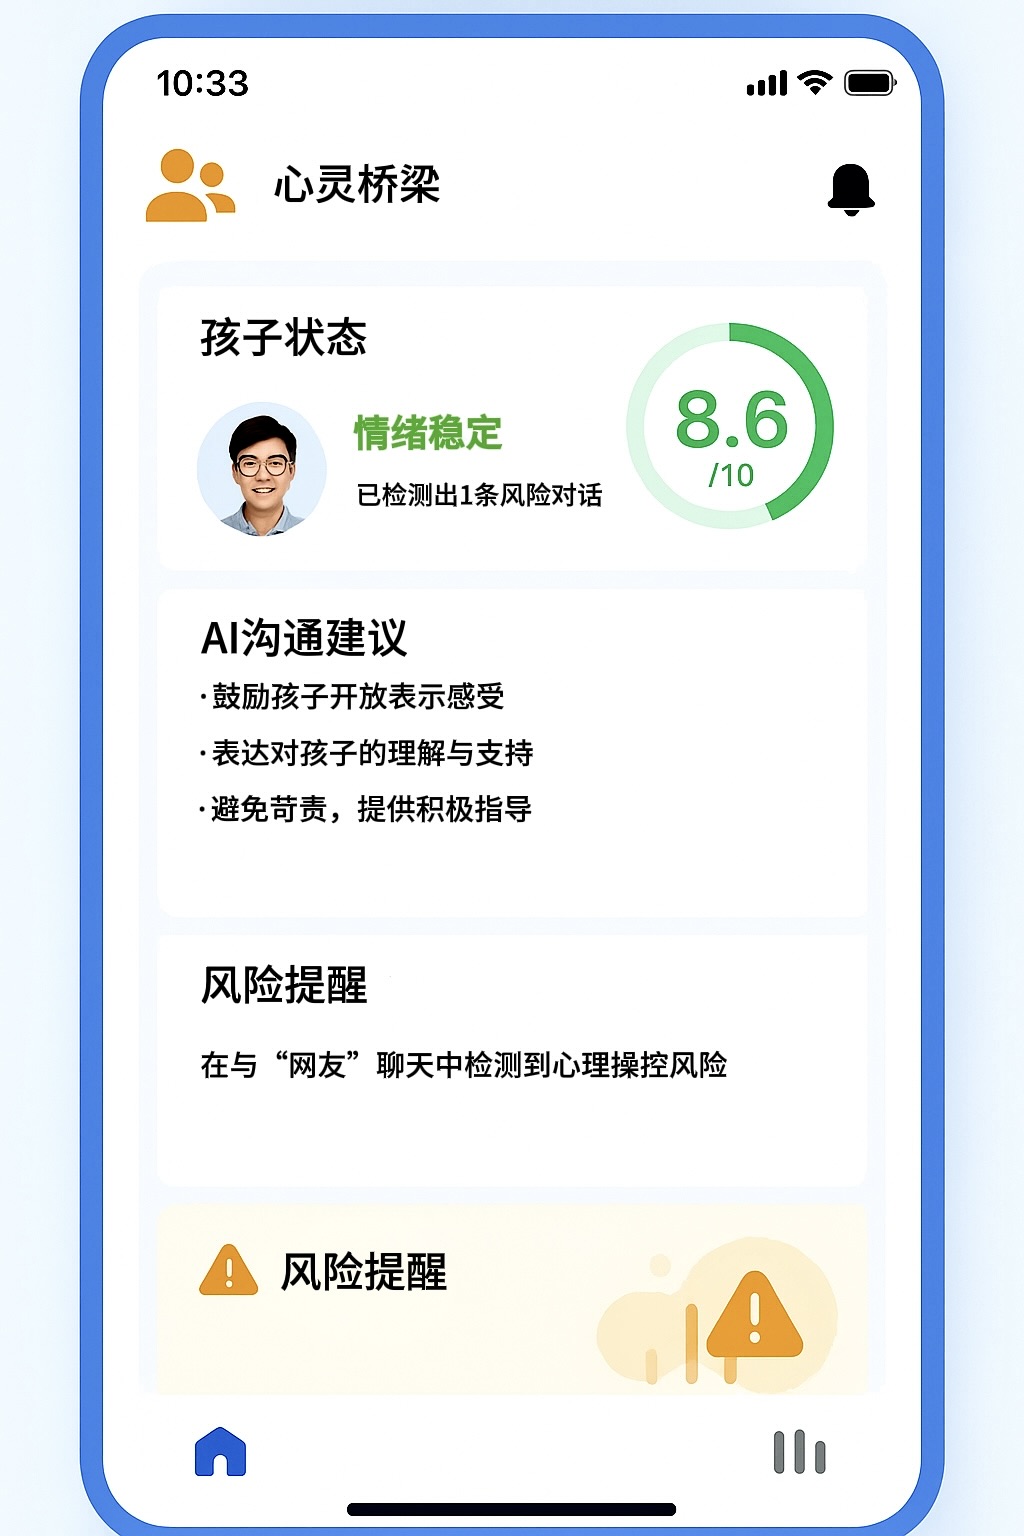 10:33
心灵桥梁
孩子状态
情绪稳定
已检测出1条风险对话
8.6
/10
AI沟通建议
·鼓励孩子开放表示感受
·表达对孩子的理解与支持
·避免苛责，提供积极指导
风险提醒
在与“网友”聊天中检测到心理操控风险
风险提醒